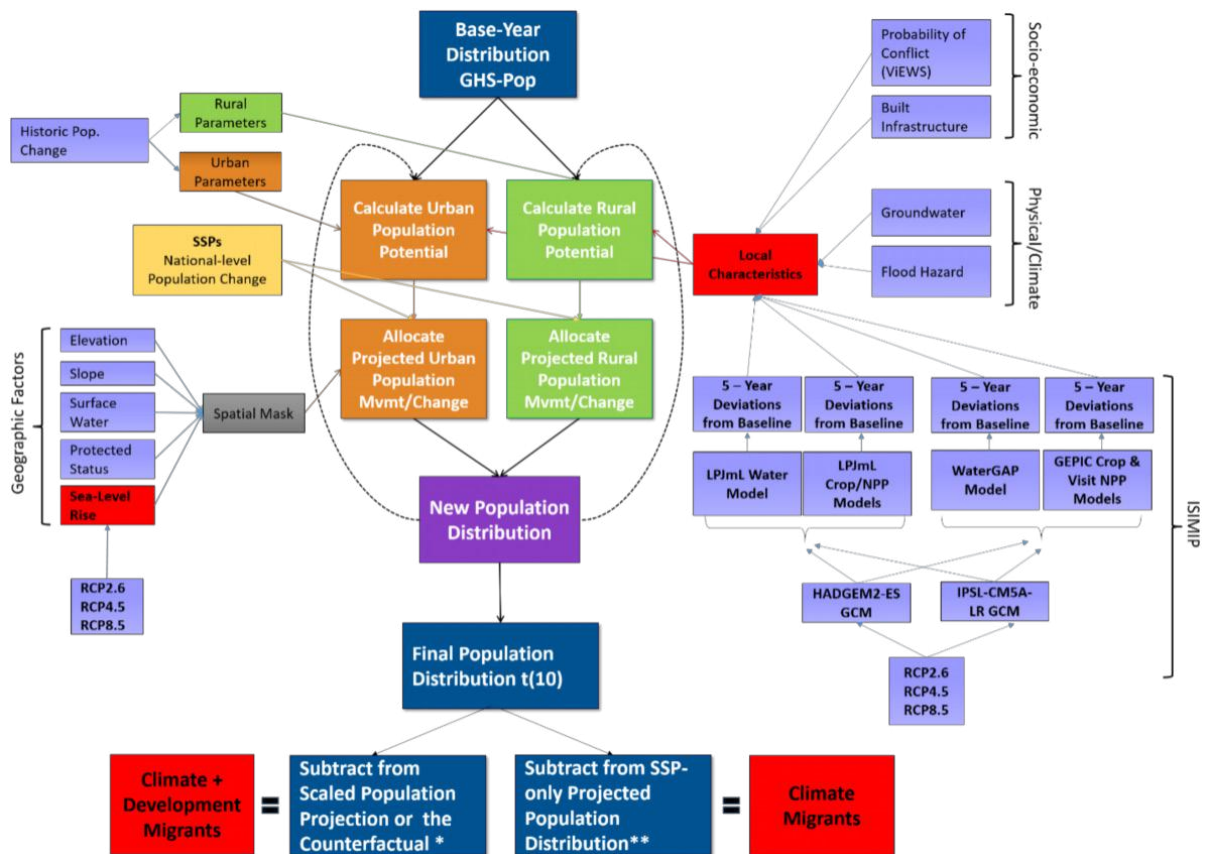 Base-Year
Distribution
GHS-Pop
Probability of
Conflict
(ViEWS)
Built
Infrastructure
Socio-economic
Rural
Parameters
Historic Pop.
Change
Urban
Parameters
Calculate Urban
Population
Potential
Calculate Rural
Population
Potential
Groundwater
Flood Hazard
Physical/Climate
SSPs
National-level
Population Change
Local
Characteristics
Geographic Factors
Elevation
Slope
Surface
Water
Protected
Status
Sea-Level
Rise
Spatial Mask
Allocate
Projected Urban
Population
Mvmt/Change
Allocate
Projected Rural
Population
Mvmt/Change
5 – Year
Deviations
from Baseline
5 – Year
Deviations
from Baseline
5 – Year
Deviations
from Baseline
5 – Year
Deviations
from Baseline
LPJmL Water
Model
LPJmL
Crop/NPP
Models
WaterGAP
Model
GEPIC Crop &
Visit NPP
Models
ISIMIP
New Population
Distribution
RCP2.6
RCP4.5
RCP8.5
HADGEM2-ES
GCM
IPSL-CM5A-
LR GCM
Final Population
Distribution t(10)
RCP2.6
RCP4.5
RCP8.5
Climate +
Development
Migrants
=
Subtract from
Scaled Population
Projection or the
Counterfactual *
Subtract from SSP-
only Projected
Population
Distribution**
=
Climate
Migrants